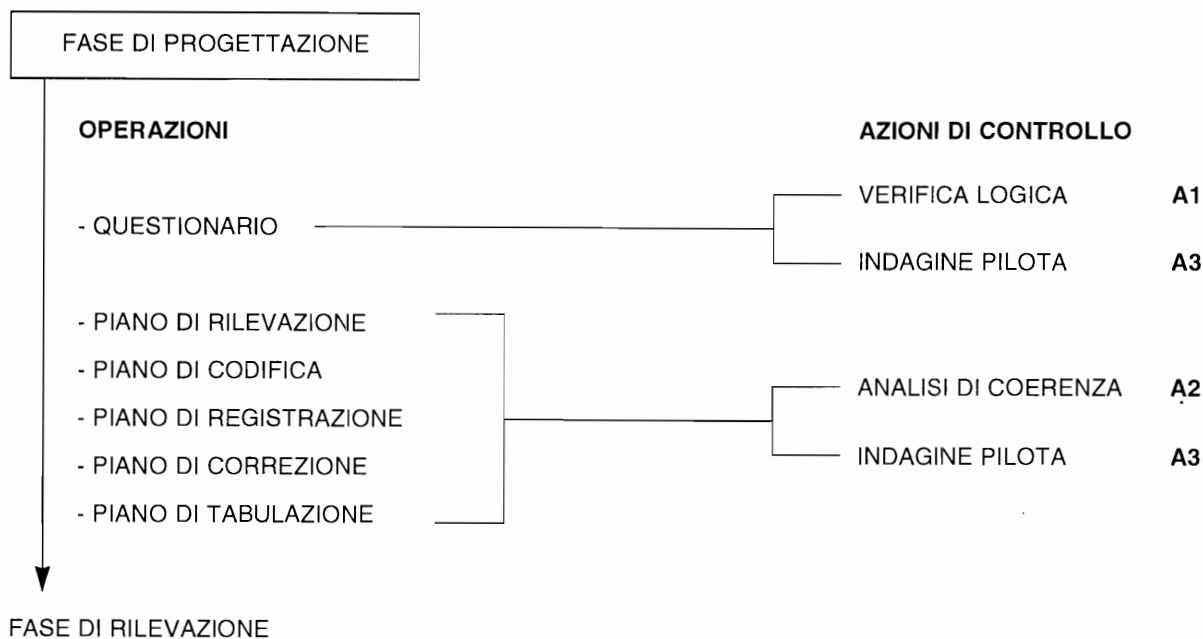 FASE DI PROGETTAZIONE
OPERAZIONI
AZIONI DI CONTROLLO
- QUESTIONARIO
VERIFICA LOGICA A1
INDAGINE PILOTA A3
- PIANO DI RILEVAZIONE
- PIANO DI CODIFICA
- PIANO DI REGISTRAZIONE
- PIANO DI CORREZIONE
- PIANO DI TABULAZIONE
ANALISI DI COERENZA A2
INDAGINE PILOTA A3
FASE DI RILEVAZIONE